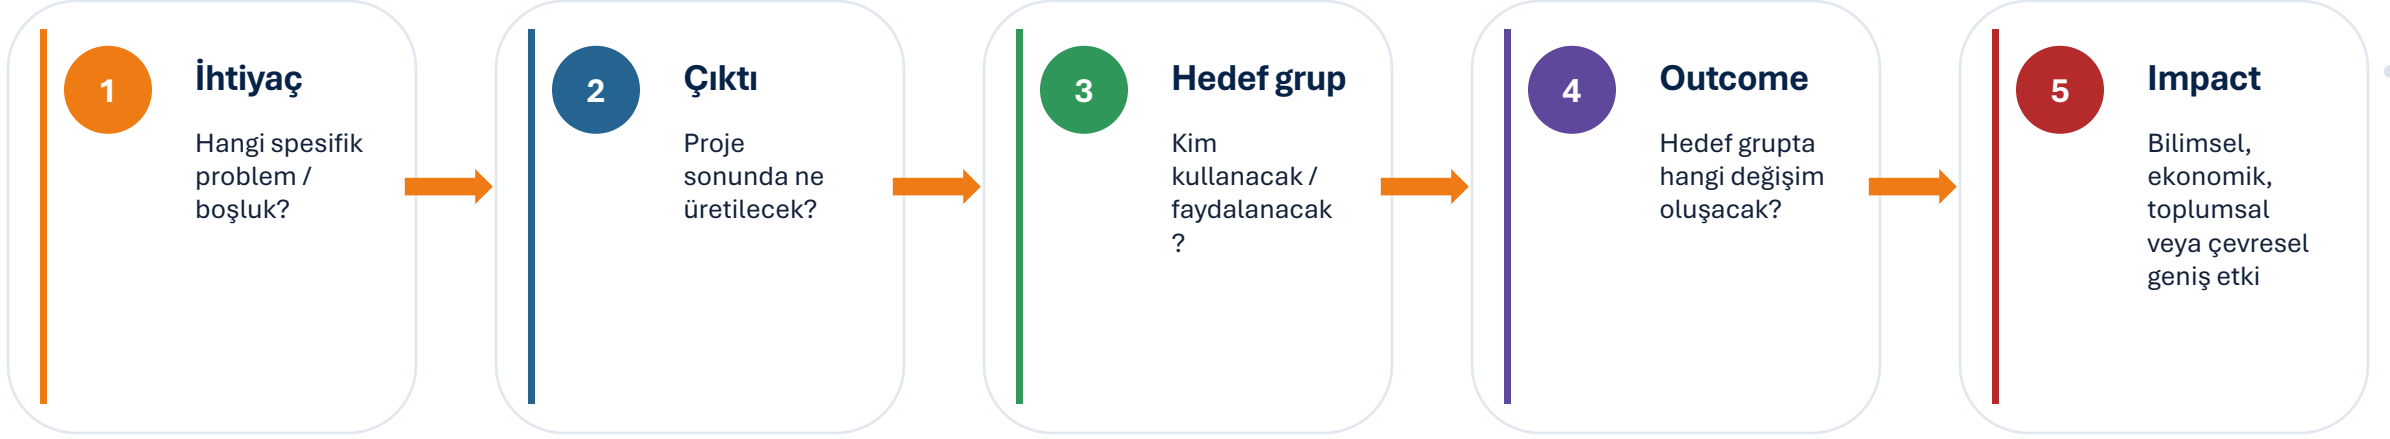 1
İhtiyaç
Hangi spesifik
problem /
boşluk?
2
Çıktı
Proje
sonunda ne
üretilecek?
3
Hedef grup
Kim
kullanacak /
faydalanacak
?
4
Outcome
Hedef grupta
hangi değişim
oluşacak?
5
Impact
Bilimsel,
ekonomik,
toplumsal
veya çevresel
geniş etki